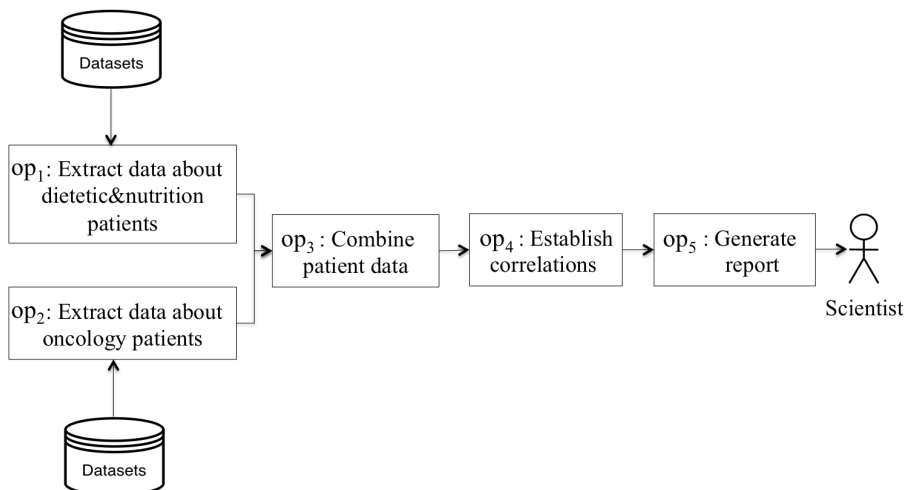 Datasets
op1: Extract data about
dietetic&nutrition
patients
op2: Extract data about
oncology patients
op3 : Combine
patient data
op4 : Establish
correlations
op5 : Generate
report
Scientist
Datasets